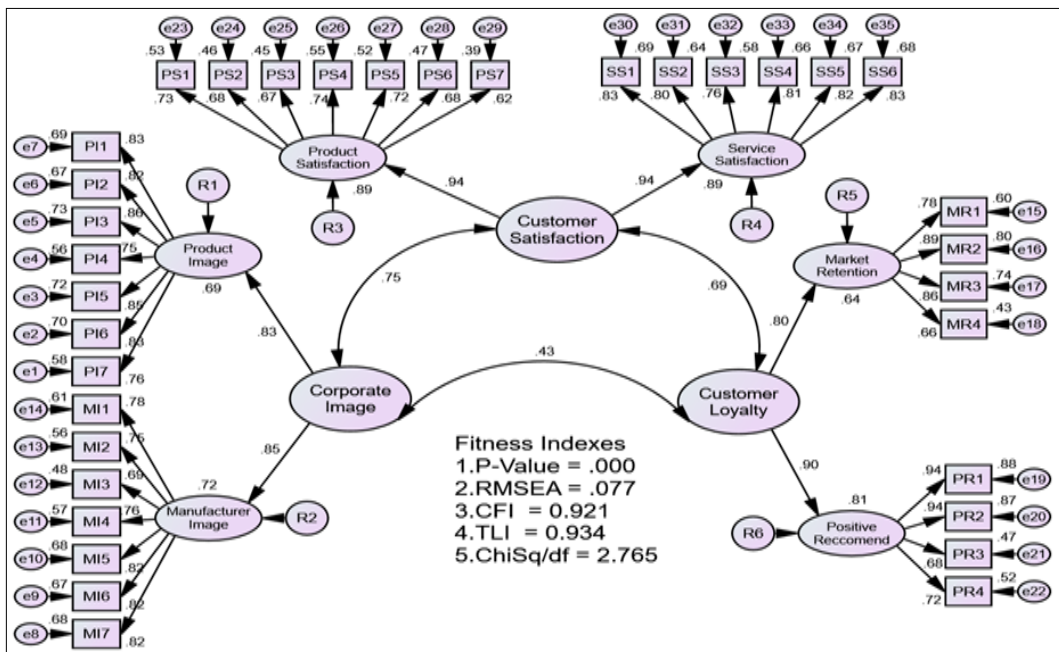 e23 e24 e25 e26 e27 e28 e29
.53 .46 .45 .55 .52 .47 .39
PS1 PS2 PS3 PS4 PS5 PS6 PS7
.73 .68 .67 .74 .72 .68 .62
Product
Satisfaction
.89
R3
e30 e31 e32 e33 e34 e35
.69 .64 .58 .66 .67 .68
SS1 SS2 SS3 SS4 SS5 SS6
.83 .80 .76 .81 .82 .83
Service
Satisfaction
.89
R4
.94 .94
Customer
Satisfaction
e7 .69 PI1 .83
e6 .67 PI2 .82
e5 .73 PI3 .86
e4 .56 PI4 .75
e3 .72 PI5 .85
e2 .70 PI6 .83
e1 .58 PI7 .76
R1
Product
Image
.69
.83
R5
Market
Retention
.64
.78 MR1 .60 e15
.89 MR2 .80 e16
.86 MR3 .74 e17
.66 MR4 .43 e18
.80
.75 .69
.43
Corporate
Image
Customer
Loyalty
e14 .61 MI1 .78
e13 .56 MI2 .75
e12 .48 MI3 .69
e11 .57 MI4 .76
e10 .68 MI5 .82
e9 .67 MI6 .82
e8 .68 MI7 .82
.85
.72
Manufacturer
Image
R2
Fitness Indexes
1.P-Value = .000
2.RMSEA = .077
3.CFI = 0.921
4.TLI = 0.934
5.ChiSq/df = 2.765
.90
.81
R6
Positive
Reccomend
.94 PR1 .88 e19
.94 PR2 .87 e20
.68 PR3 .47 e21
.72 PR4 .52 e22